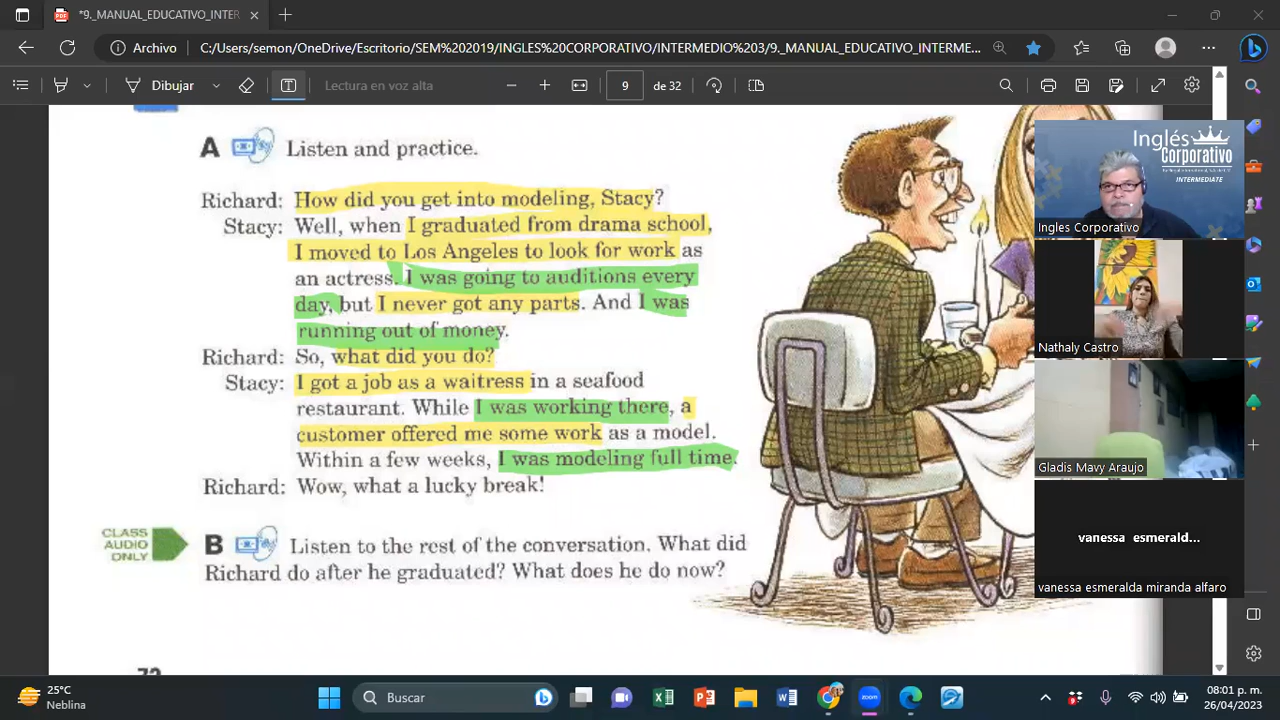 *9._MANUAL_EDUCATIVO_INTER
Archivo
C:/Users/semon/OneDrive/Escritorio/SEM%202019/INGLES%20CORPORATIVO/INTERMEDIO%203/9._MANUAL_EDUCATIVO_INTERME...
Dibujar
Lectura en voz alta
9
de 32
A Listen and practice.
Richard: How did you get into modeling, Stacy?
Stacy: Well, when I graduated from drama school,
I moved to Los Angeles to look for work as
an actress. I was going to auditions every
day, but I never got any parts. And I was
running out of money.
Richard: So, what did you do?
Stacy: I got a job as a waitress in a seafood
restaurant. While I was working there, a
customer offered me some work as a model.
Within a few weeks, I was modeling full time.
Richard: Wow, what a lucky break!
CLASS
AUDIO
ONLY
B Listen to the rest of the conversation. What did
Richard do after he graduated? What does he do now?
Inglés
Corporativo
INTERMEDIATE
Ingles Corporativo
Nathaly Castro
Gladis Mavy Araujo
vanessa esmerald...
vanessa esmeralda miranda alfaro
25°C
Neblina
Buscar
08:01 p. m.
26/04/2023